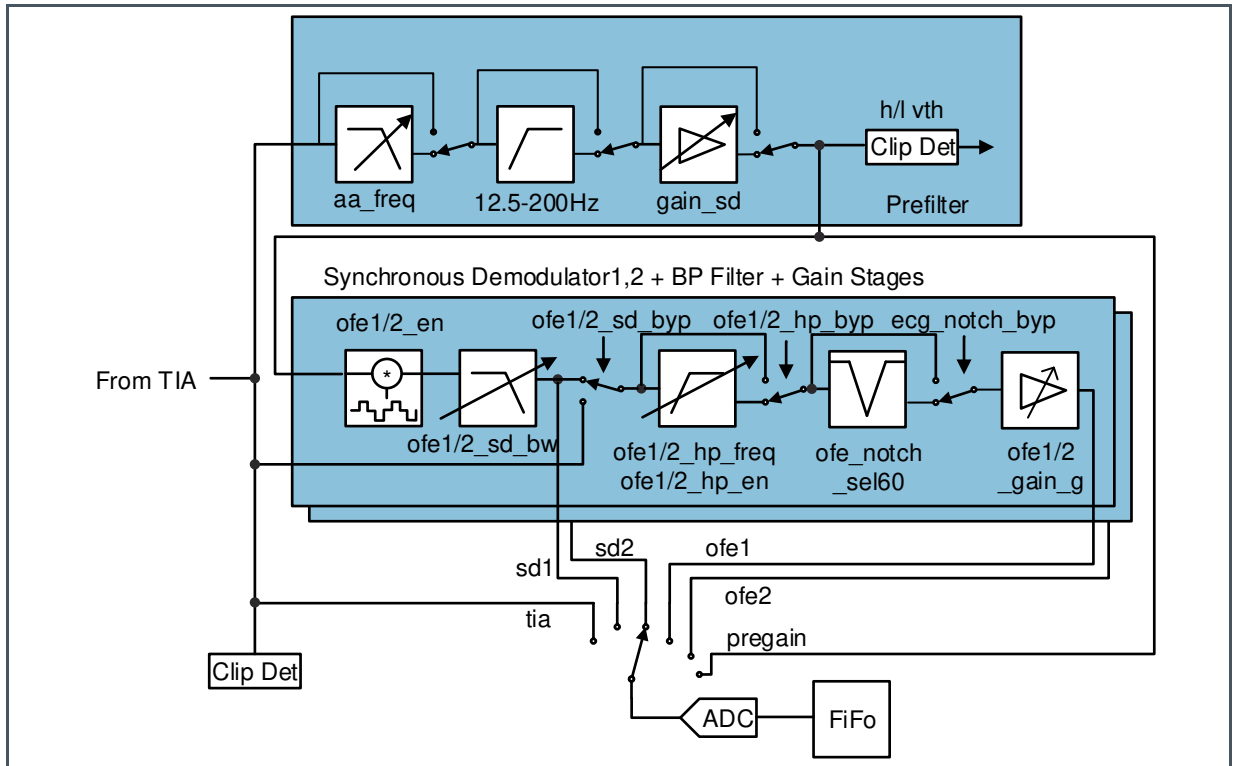 h/l vth
Clip Det
aa_freq
12.5-200Hz
gain_sd
Prefilter
Synchronous Demodulator1,2 + BP Filter + Gain Stages
ofe1/2_en
ofe1/2_sd_byp
ofe1/2_hp_byp
ecg_notch_byp
*
From TIA
ofe1/2_sd_bw
ofe1/2_hp_freq
ofe1/2_hp_en
ofe_notch
_sel60
ofe1/2
_gain_g
sd2
ofe1
sd1
ofe2
tia
pregain
Clip Det
ADC
FiFo